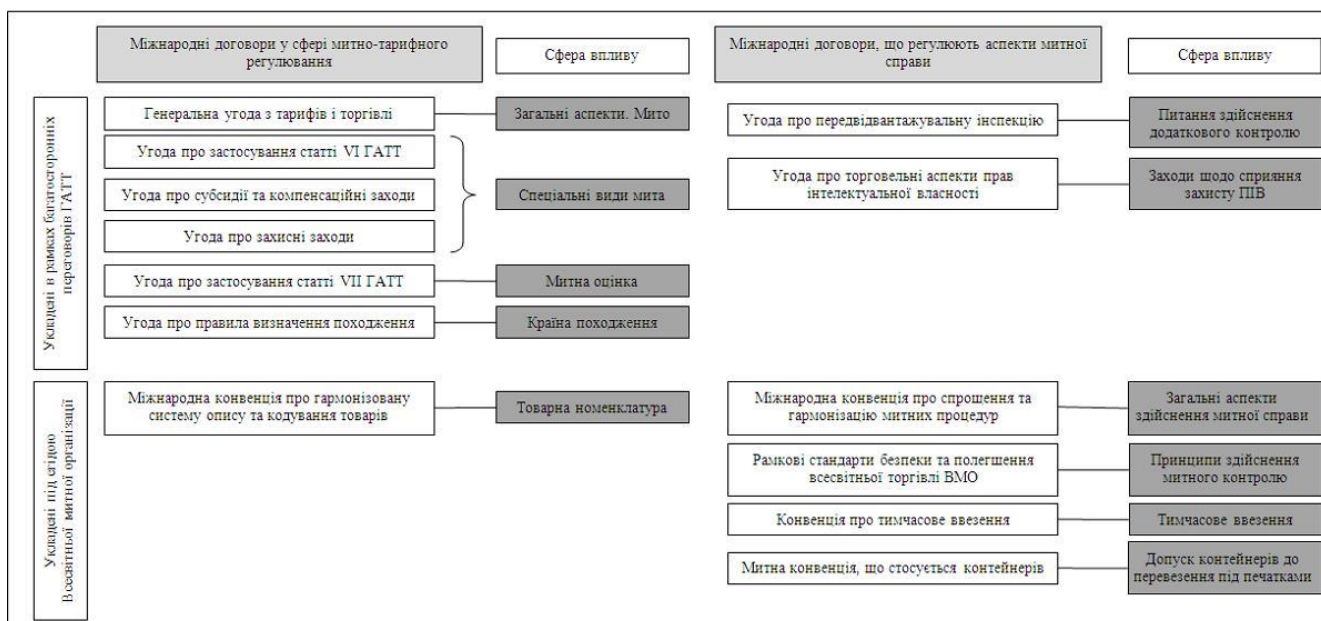 Міжнародні договори у сфері митно-тарифного
регулювання
Сфера впливу
Міжнародні договори, що регулюють аспекти митної
справи
Сфера впливу
Укладені в рамках багатосторонніх
переговорів ГАТТ
Генеральна угода з тарифів і торгівлі
Загальні аспекти. Мито
Угода про застосування статті VI ГАТТ
Угода про субсидії та компенсаційні заходи
Угода про захисні заходи
Спеціальні види мита
Угода про застосування статті VII ГАТТ
Митна оцінка
Угода про правила визначення походження
Країна походження
Угода про передвідвантажувальну інспекцію
Питання здійснення
додаткового контролю
Угода про торговельні аспекти прав
інтелектуальної власності
Заходи щодо сприяння
захисту ПІВ
Укладені під егідою
Всесвітньої митної організації
Міжнародна конвенція про гармонізовану
систему опису та кодування товарів
Товарна номенклатура
Міжнародна конвенція про спрощення та
гармонізацію митних процедур
Загальні аспекти
здійснення митної справи
Рамкові стандарти безпеки та полегшення
всесвітньої торгівлі ВМО
Принципи здійснення
митного контролю
Конвенція про тимчасове ввезення
Тимчасове ввезення
Митна конвенція, що стосується контейнерів
Допуск контейнерів до
перевезення під печатками